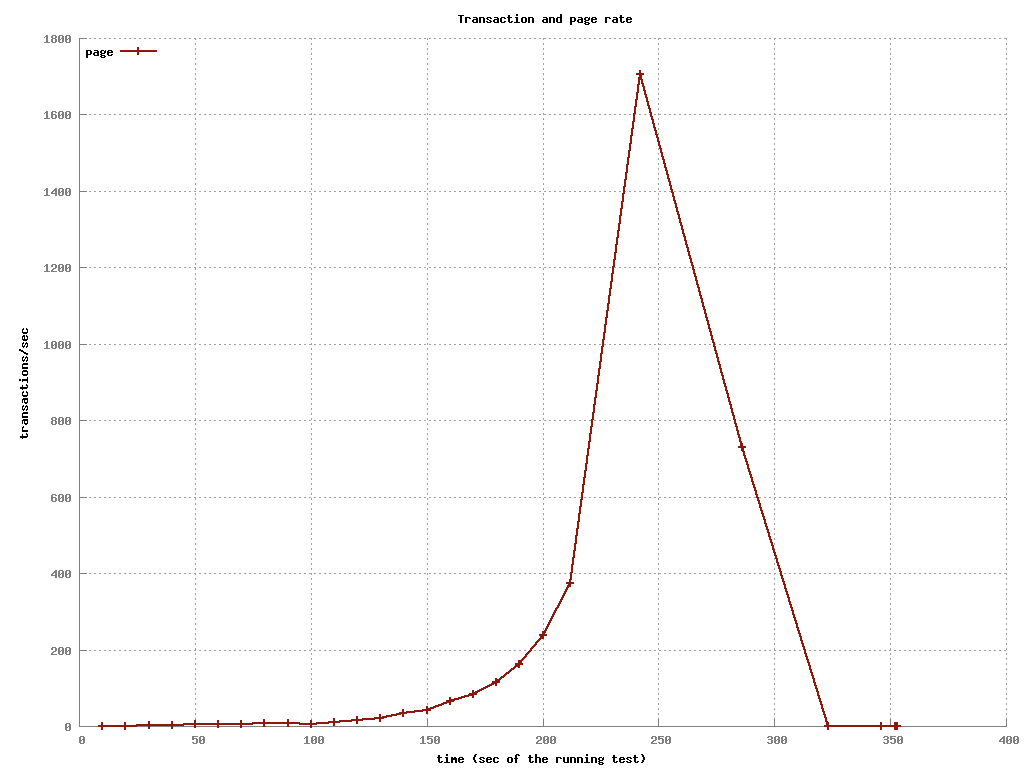 Transaction and page rate
page
1800
1600
1400
1200
1000
800
600
400
200
0
transactions/sec
0 50 100 150 200 250 300 350 400
time (sec of the running test)